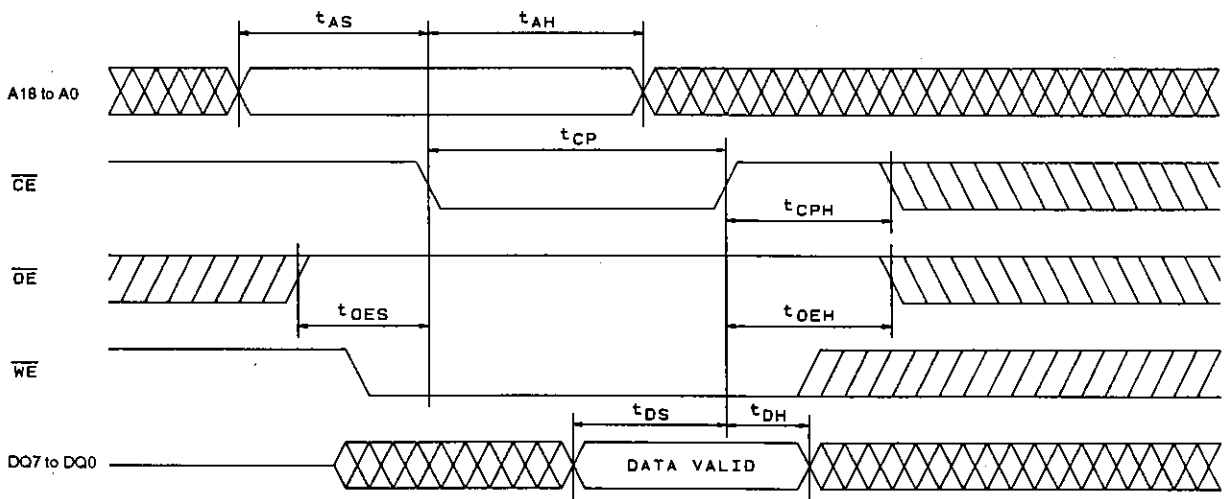 tAS tAH
A18 to A0
tCP
CE
tCPH
OE
tOES tOEH
WE
tDS tDH
DQ7 to DQ0 DATA VALID